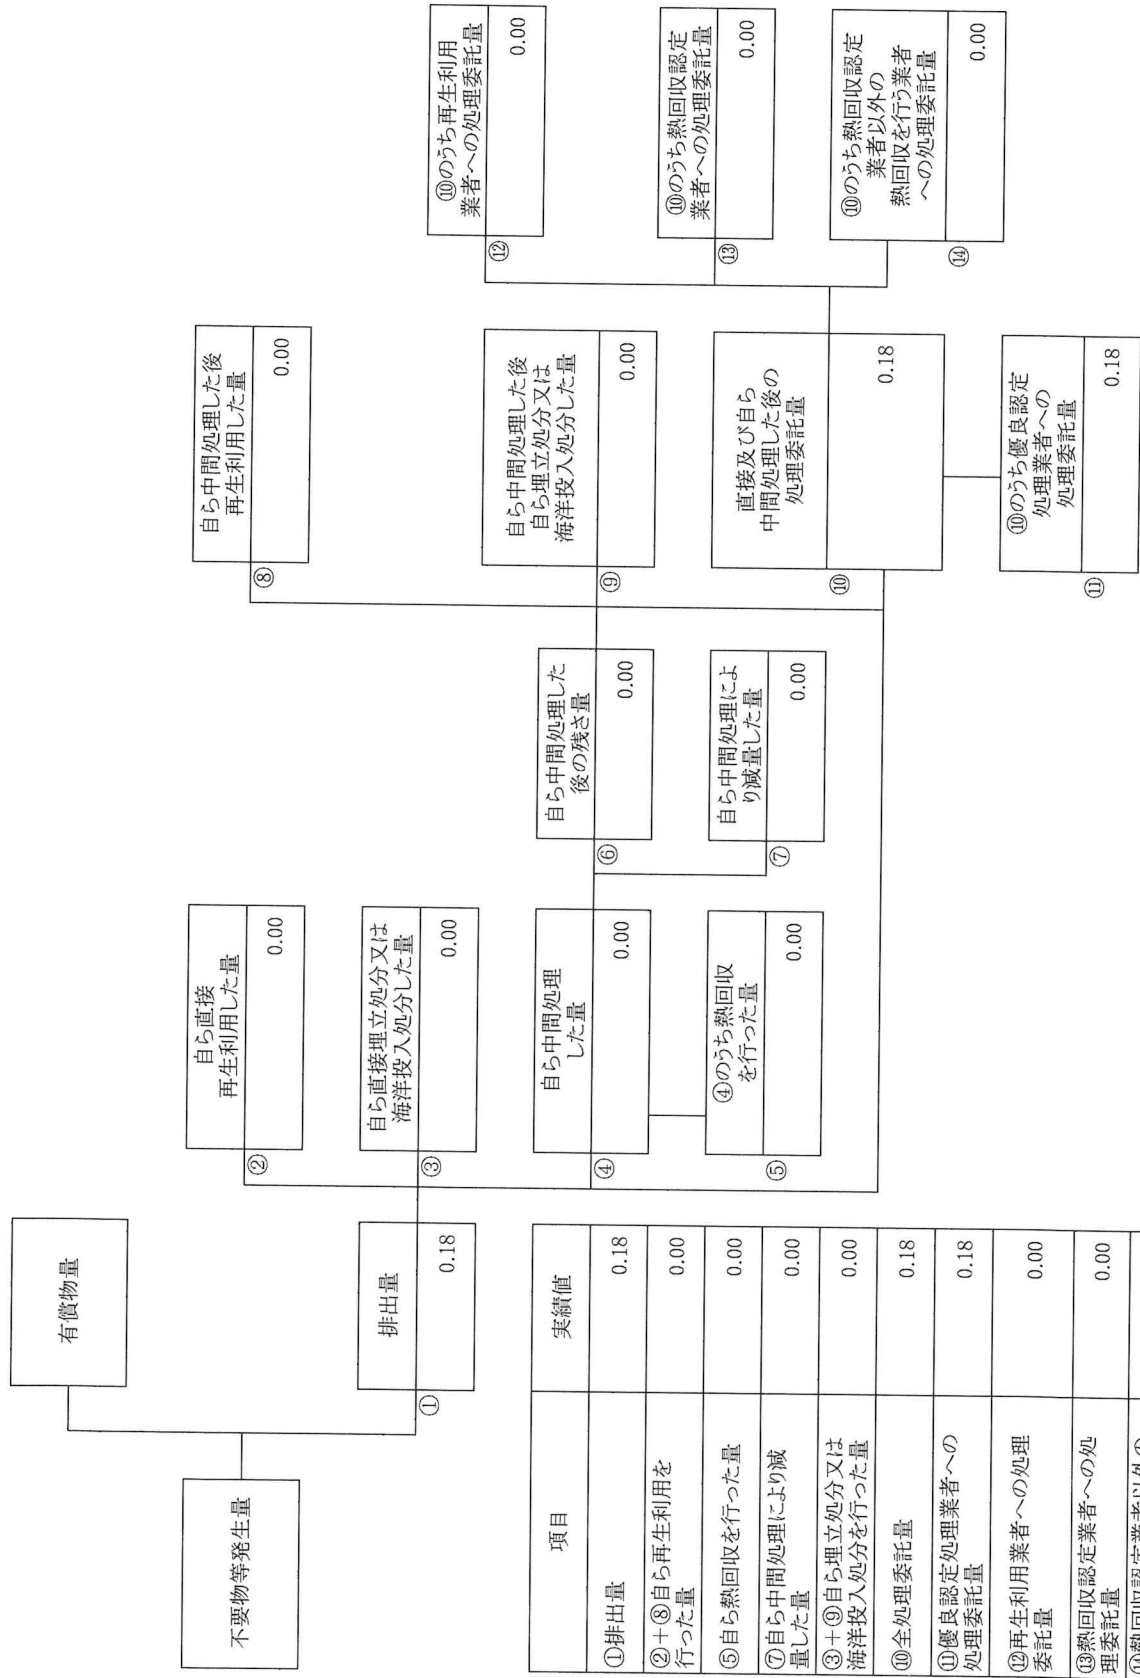 不要物等発生量
有償物量
排出量
①
0.18
自ら直接
再生利用した量
②
0.00
自ら直接埋立処分又は
海洋投入処分した量
③
0.00
自ら中間処理
した量
④
0.00
④のうち熱回収
を行った量
⑤
0.00
自ら中間処理した
後の残さ量
⑥
0.00
自ら中間処理によ
り減量した量
⑦
0.00
自ら中間処理した後
再生利用した量
⑧
0.00
自ら中間処理した後
自ら埋立処分又は
海洋投入処分した量
⑨
0.00
直接及び自ら
中間処理した後の
処理委託量
⑩
0.18
⑩のうち優良認定
処理業者への
処理委託量
⑪
0.18
⑩のうち再生利用
業者への処理委託量
⑫
0.00
⑩のうち熱回収認定
業者への処理委託量
⑬
0.00
⑩のうち熱回収認定
業者以外の
熱回収を行う業者
への処理委託量
⑭
0.00
項目 実績値
①排出量 0.18
②+⑧自ら再生利用を
行った量 0.00
⑤自ら熱回収を行った量 0.00
⑦自ら中間処理により減
量した量 0.00
③+⑨自ら埋立処分又は
海洋投入処分を行った量 0.00
⑩全処理委託量 0.18
⑪優良認定処理業者への
処理委託量 0.18
⑫再生利用業者への処理
委託量 0.00
⑬熱回収認定業者への処
理委託量 0.00
⑭熱回収認定業者以外の